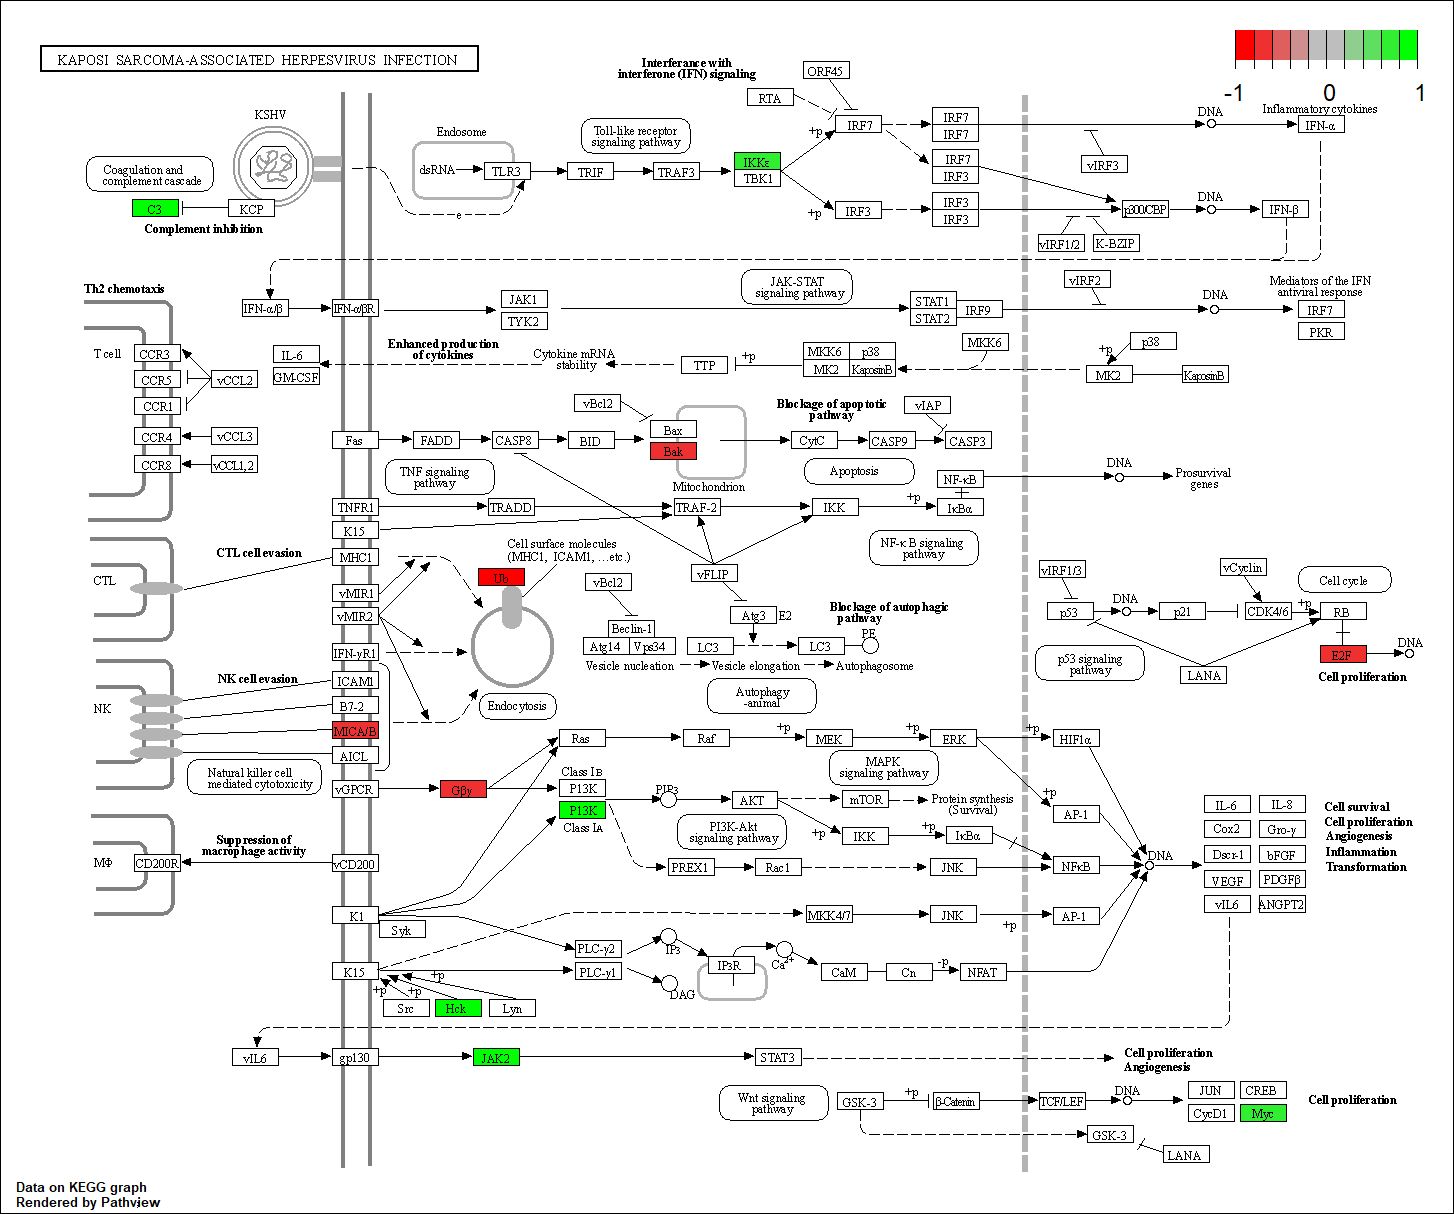 KAPOSI SARCOMA-ASSOCIATED HERPESVIRUS INFECTION
-1
0
1
KSHV
Coagulation and
complement cascade
C3
KCP
Complement inhibition
Endosome
dsRNA
TLR3
e
Toll-like receptor
signaling pathway
TRIF
TRAF3
IKKε
TBK1
Interferance with
interferone (IFN) signaling
RTA
ORF45
+p
IRF7
+p
IRF3
IRF7
IRF7
IRF7
IRF3
IRF3
IRF3
vIRF3
DNA
Inflammatory cytokines
IFN-α
p300/CBP
DNA
IFN-β
vIRF1/2
K-BZIP
Th2 chemotaxis
IFN-α/β
IFN-α/βR
JAK1
TYK2
JAK-STAT
signaling pathway
STAT1
STAT2
IRF9
vIRF2
DNA
Mediators of the IFN
antiviral response
IRF7
PKR
T cell
CCR3
CCR5
CCR1
CCR4
CCR8
vCCL2
vCCL3
vCCL1,2
IL-6
GM-CSF
Enhanced production
of cytokines
Cytokine mRNA
stability
TTP
+p
MKK6
p38
MK2
KaposinB
MKK6
+p
p38
MK2
KaposinB
vBcl2
Blockage of apoptotic
pathway
vIAP
Fas
FADD
CASP8
BID
Bax
Bak
Mitochondrion
CytC
CASP9
CASP3
TNF signaling
pathway
Apoptosis
TNFR1
TRADD
TRAF-2
IKK
+p
NF-κB
IκBα
DNA
Prosurvival
genes
K15
NF-κ B signaling
pathway
CTL cell evasion
CTL
MHC1
vMIR1
vMIR2
IFN-γR1
Cell surface molecules
(MHC1, ICAM1, ...etc.)
Ub
Endocytosis
vBcl2
Beclin-1
Atg14
Vps34
vFLIP
Atg3
E2
LC3
LC3
PE
Blockage of autophagic
pathway
Vesicle nucleation
Vesicle elongation
Autophagosome
Autophagy
-animal
vIRF1/3
p53
DNA
p21
vCyclin
CDK4/6
+p
Cell cycle
RB
E2F
DNA
Cell proliferation
p53 signaling
pathway
LANA
NK cell evasion
NK
ICAM1
B7-2
MICA/B
AICL
Natural killer cell
mediated cytotoxicity
vGPCR
Gβγ
Ras
Raf
+p
MEK
+p
ERK
+p
HIF1α
MAPK
signaling pathway
Class IB
P13K
P13K
Class IA
PIP3
AKT
mTOR
Protein synthesis
(Survival)
+p
AP-1
PI3K-Akt
signaling pathway
+p
IKK
+p
IκBα
PREX1
Rac1
JNK
NFκB
DNA
IL-6
IL-8
Cox2
Gro-γ
Dscr-1
bFGF
VEGF
PDGFβ
vIL6
ANGPT2
Cell survival
Cell proliferation
Angiogenesis
Inflammation
Transformation
MΦ
CD200R
Suppression of
macrophage activity
vCD200
K1
Syk
MKK4/7
JNK
+p
AP-1
K15
PLC-γ2
PLC-γ1
IP3
DAG
IP3R
Ca2+
CaM
Cn
-p
NFAT
+p
+p
+p
Src
Hck
Lyn
vIL6
gp130
JAK2
STAT3
Cell proliferation
Angiogenesis
Wnt signaling
pathway
GSK-3
+p
β-Catenin
TCF/LEF
DNA
JUN
CREB
CycD1
Myc
Cell proliferation
GSK-3
LANA
Data on KEGG graph
Rendered by Pathview